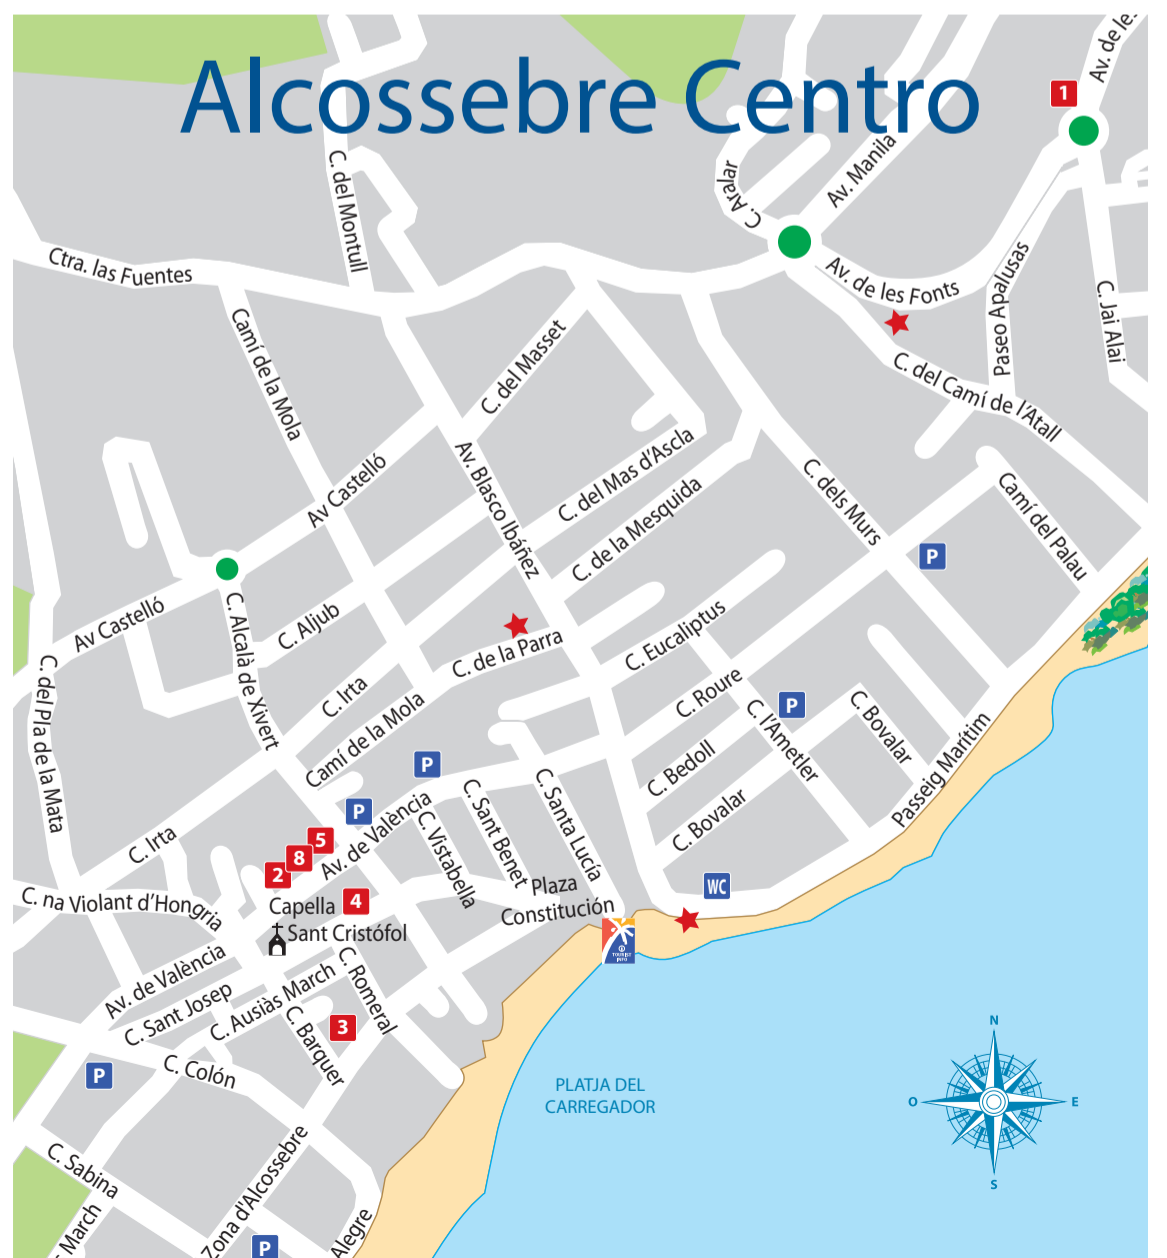 Alcossebre Centro
Av. de les
1
C. del Montull
C. Aralar
Av. Manila
Ctra. las Fuentes
Av. de les Fonts
Paseo Apalusas
C. Jai Alai
Camí de la Mola
C. del Masset
C. del Camí de l'Atall
Av Castelló
Av. Blasco Ibáñez
C. del Mas d'Ascla
C. de la Mesquida
C. dels Murs
Camí del Palau
P
Av Castelló
C. Alcalà de Xivert
C. Aljub
C. de la Parra
C. Eucaliptus
C. del Pla de la Mata
C. Irta
Camí de la Mola
C. Roure
P
C. l'Ametler
C. Bovalar
Passeig Marítim
P
C. Bedoll
C. Bovalar
P
Av. de València
C. Vistabella
C. Sant Benet
C. Santa Lucía
C. Irta
5
8
2
C. na Violant d'Hongria
Capella
4
Sant Cristófol
Plaza
Constitución
WC
TOURIST
INFO
Av. de València
C. Sant Josep
C. Ausiàs March
C. Romeral
C. Barquer
3
C. Colón
P
PLATJA DEL
CARREGADOR
N
O
E
S
C. Sabina
March
Zona d'Alcossebre
P
Alegre